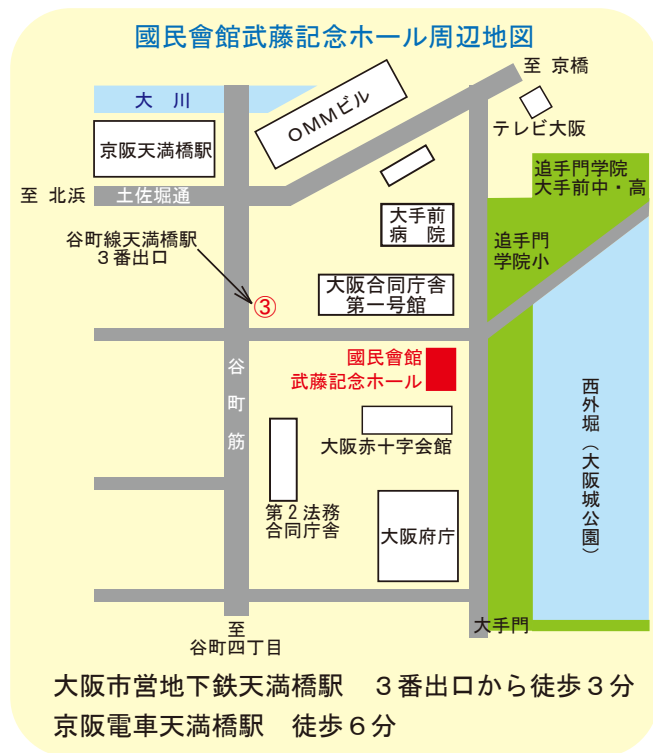 國民會館武藤記念ホール周辺地図
至 京橋
大 川
OMMビル
テレビ大阪
京阪天満橋駅
追手門学院
大手前中・高
至 北浜
土佐堀通
大手前
病 院
谷町線天満橋駅
3番出口
追手門
学院小
③
大阪合同庁舎
第一号館
國民會館
武藤記念ホール
谷町筋
西外堀（大阪城公園）
大阪赤十字会館
第2法務
合同庁舎
大阪府庁
大手門
至
谷町四丁目
大阪市営地下鉄天満橋駅　3番出口から徒歩3分
京阪電車天満橋駅　徒歩6分